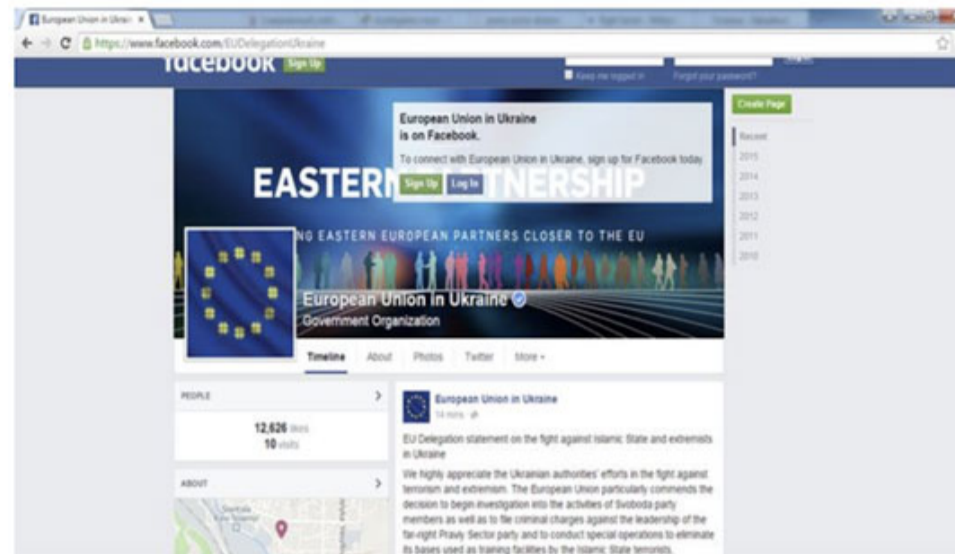 European Union in Ukrain
https://www.facebook.com/EUDelegationUkraine
facebook Sign Up
Keep me logged in Forgot your password?
Create Page
European Union in Ukraine
is on Facebook.
To connect with European Union in Ukraine, sign up for Facebook today.
Sign Up Log In
Recent
2015
2014
2013
2012
2011
2010
EASTERN
NERSHIP
NG EASTERN EUROPEAN PARTNERS CLOSER TO THE EU
European Union in Ukraine
Government Organization
Timeline About Photos Twitter More
PEOPLE
12,626 likes
10 visits
ABOUT
European Union in Ukraine
14 mins
EU Delegation statement on the fight against Islamic State and extremists
in Ukraine
We highly appreciate the Ukrainian authorities' efforts in the fight against
terrorism and extremism. The European Union particularly commends the
decision to begin investigation into the activities of Svoboda party
members as well as to file criminal charges against the leadership of the
far-right Pravly Sector party and to conduct special operations to eliminate
its bases used as training facilities by the Islamic State terrorists.